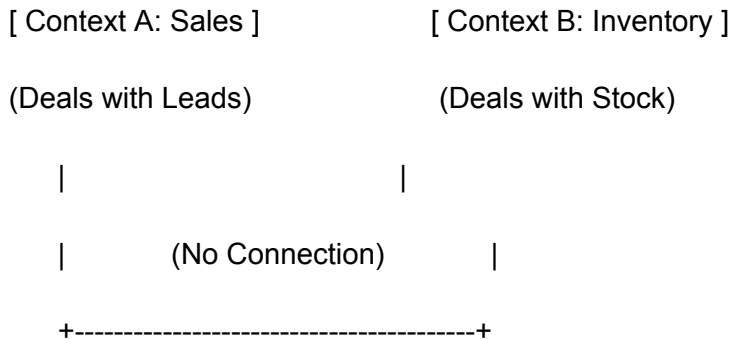 [ Context A: Sales ] [ Context B: Inventory ]
(Deals with Leads) (Deals with Stock)
| |
| (No Connection) |
+-----------------------------------------+